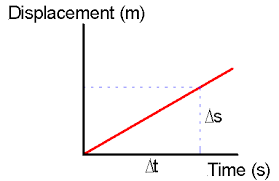 Displacement (m)
Δs
Δt
Time (s)